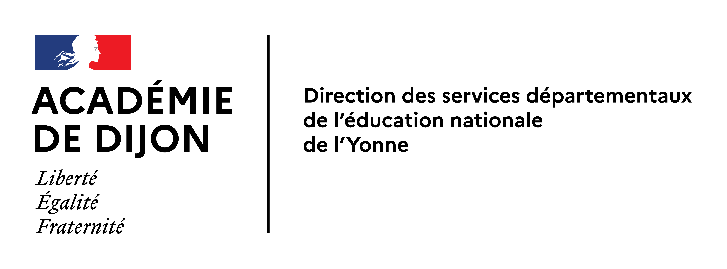 ACADÉMIE
DE DIJON
Liberté
Égalité
Fraternité
Direction des services départementaux
de l'éducation nationale
de l'Yonne